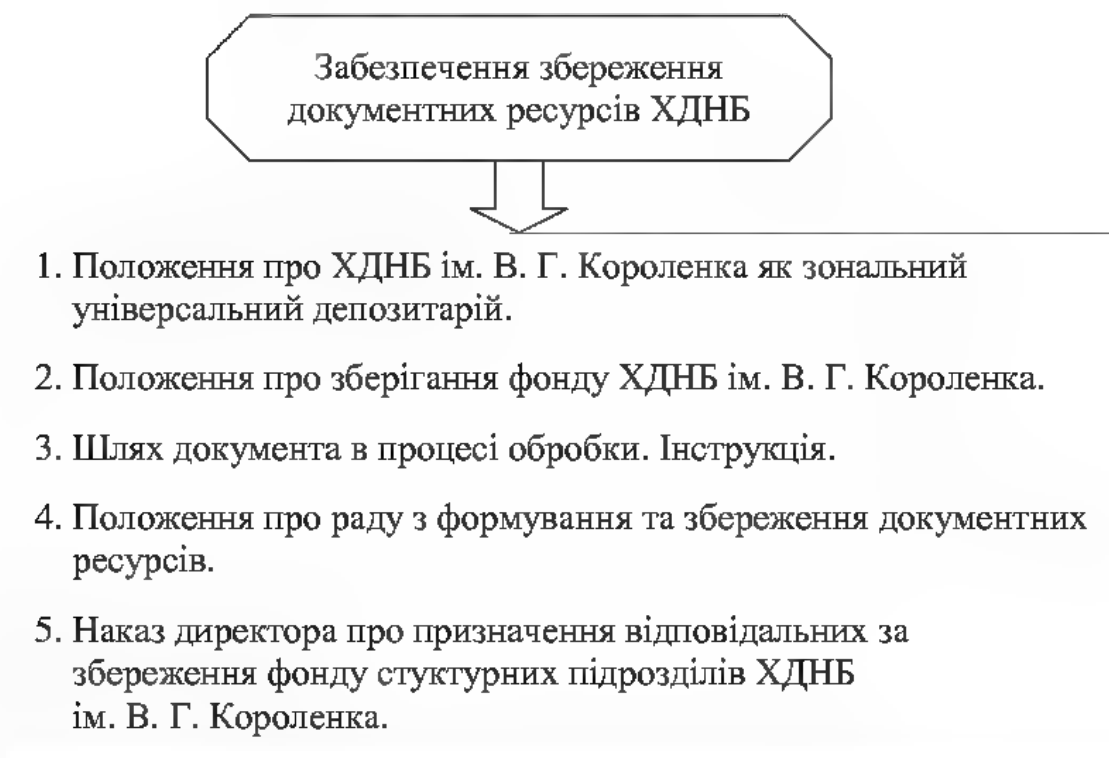 Забезпечення збереження
документних ресурсів ХДНБ
1. Положення про ХДНБ ім. В. Г. Короленка як зональний
універсальний депозитарій.
2. Положення про зберігання фонду ХДНБ ім. В. Г. Короленка.
3. Шлях документа в процесі обробки. Інструкція.
4. Положення про раду з формування та збереження документних
ресурсів.
5. Наказ директора про призначення відповідальних за
збереження фонду стуктурних підрозділів ХДНБ
ім. В. Г. Короленка.